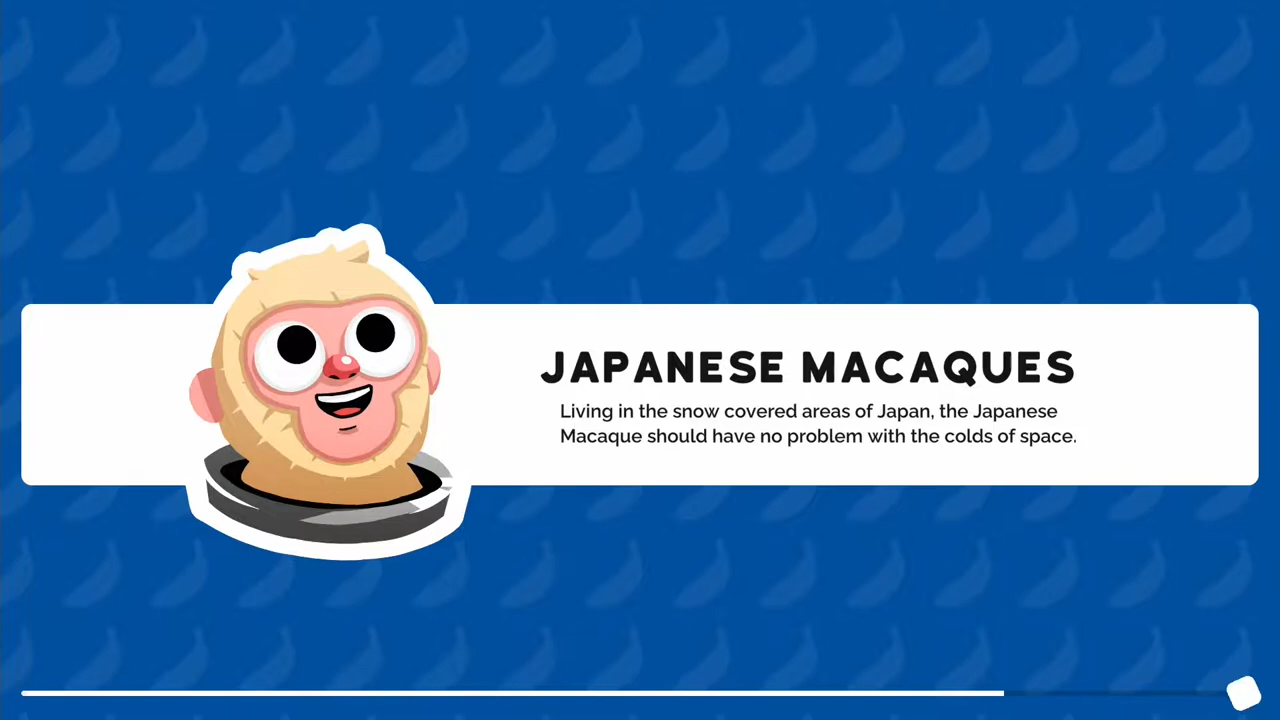 JAPANESE MACAQUES
Living in the snow covered areas of Japan, the Japanese
Macaque should have no problem with the colds of space.